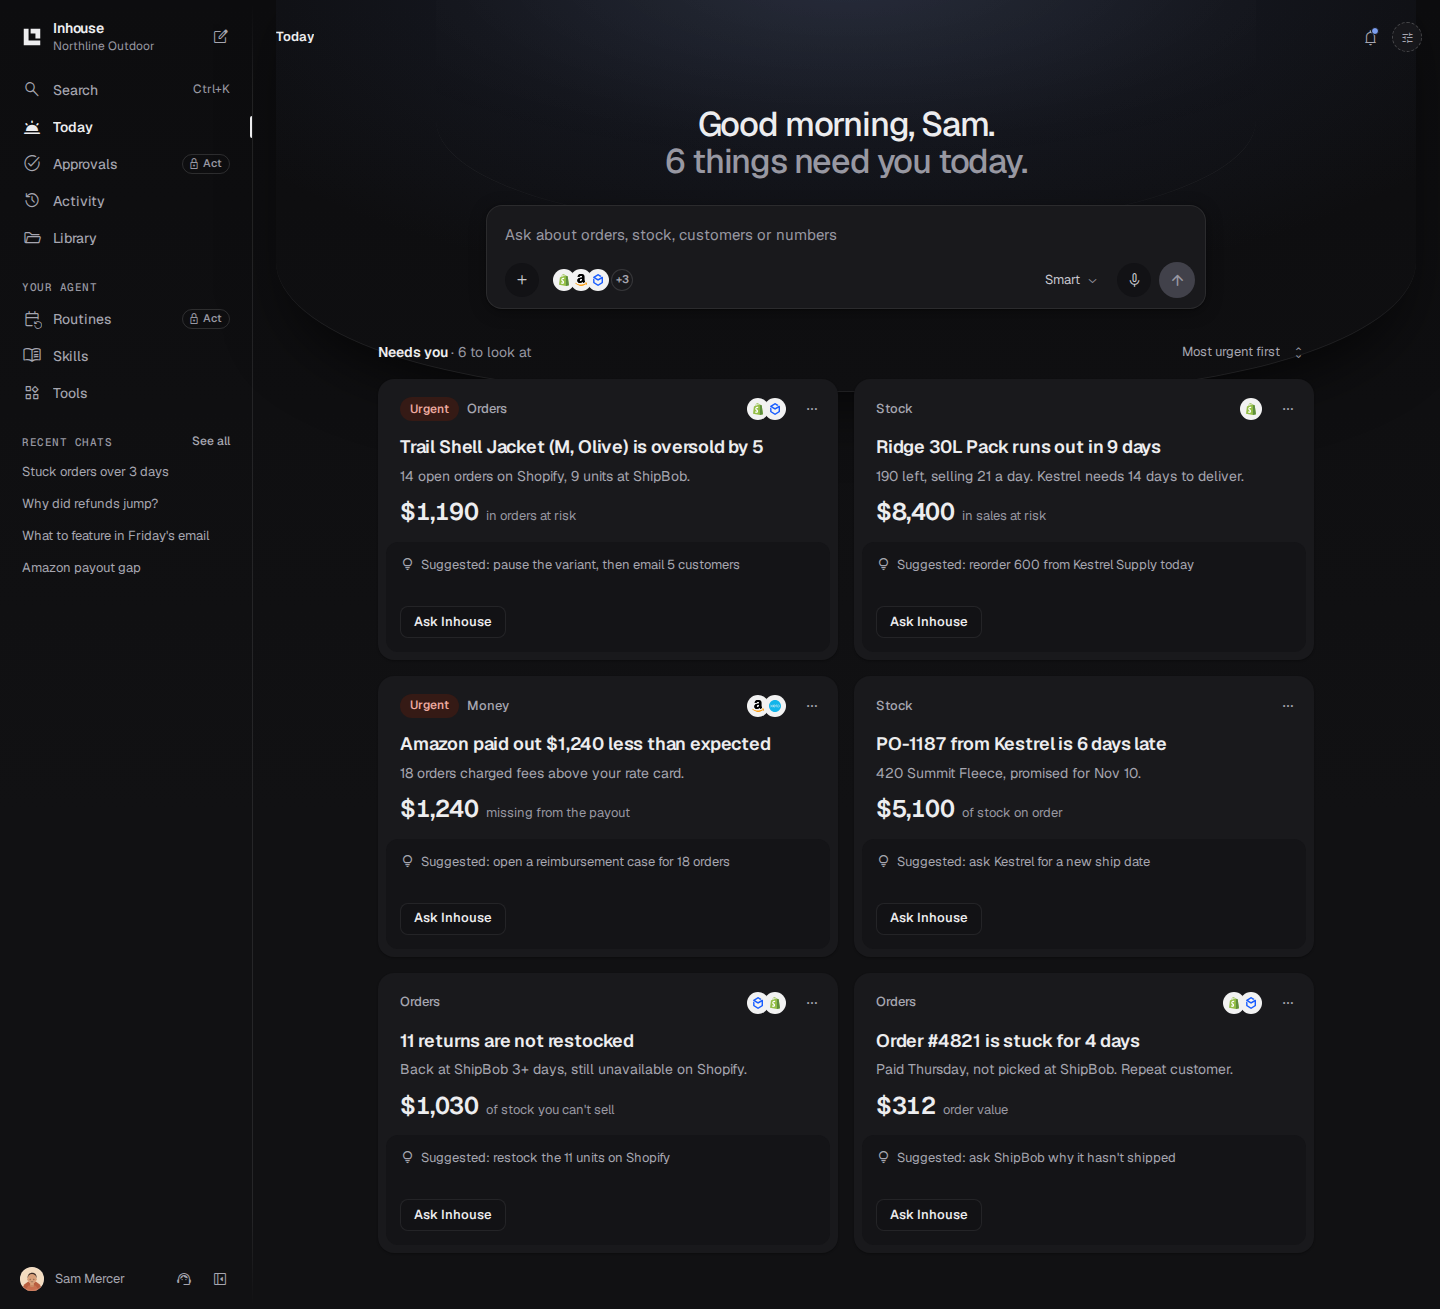 Inhouse
Northline Outdoor
Search
Ctrl+K
Today
Approvals
Act
Activity
Library
YOUR AGENT
Routines
Act
Skills
Tools
RECENT CHATS
See all
Stuck orders over 3 days
Why did refunds jump?
What to feature in Friday's email
Amazon payout gap
Sam Mercer
Today
Good morning, Sam.
6 things need you today.
Ask about orders, stock, customers or numbers
+3
Smart
Needs you · 6 to look at
Most urgent first
Urgent
Orders
Trail Shell Jacket (M, Olive) is oversold by 5
14 open orders on Shopify, 9 units at ShipBob.
$1,190 in orders at risk
Suggested: pause the variant, then email 5 customers
Ask Inhouse
Stock
Ridge 30L Pack runs out in 9 days
190 left, selling 21 a day. Kestrel needs 14 days to deliver.
$8,400 in sales at risk
Suggested: reorder 600 from Kestrel Supply today
Ask Inhouse
Urgent
Money
Amazon paid out $1,240 less than expected
18 orders charged fees above your rate card.
$1,240 missing from the payout
Suggested: open a reimbursement case for 18 orders
Ask Inhouse
Stock
PO-1187 from Kestrel is 6 days late
420 Summit Fleece, promised for Nov 10.
$5,100 of stock on order
Suggested: ask Kestrel for a new ship date
Ask Inhouse
Orders
11 returns are not restocked
Back at ShipBob 3+ days, still unavailable on Shopify.
$1,030 of stock you can't sell
Suggested: restock the 11 units on Shopify
Ask Inhouse
Orders
Order #4821 is stuck for 4 days
Paid Thursday, not picked at ShipBob. Repeat customer.
$312 order value
Suggested: ask ShipBob why it hasn't shipped
Ask Inhouse